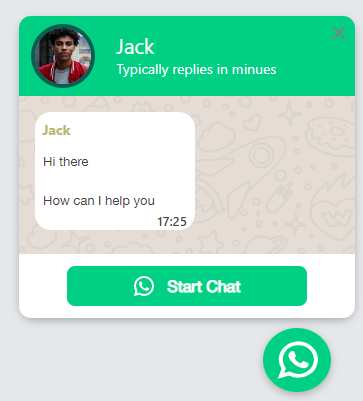 Jack
Typically replies in minues
Jack
Hi there
How can I help you
17:25
Start Chat